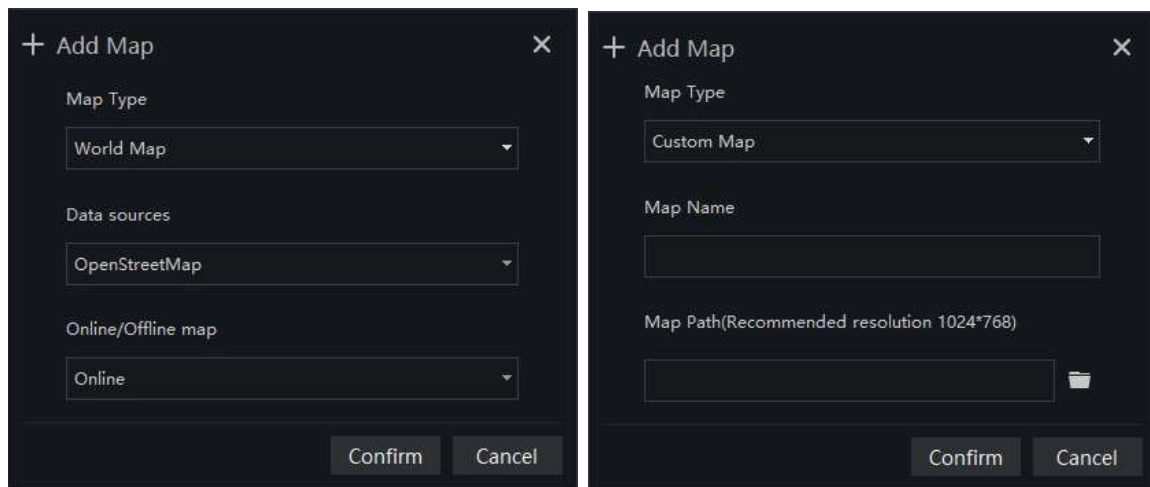 Add Map
Map Type
World Map
Data sources
OpenStreetMap
Online/Offline map
Online
Confirm Cancel
Add Map
Map Type
Custom Map
Map Name
Map Path(Recommended resolution 1024*768)
Confirm Cancel